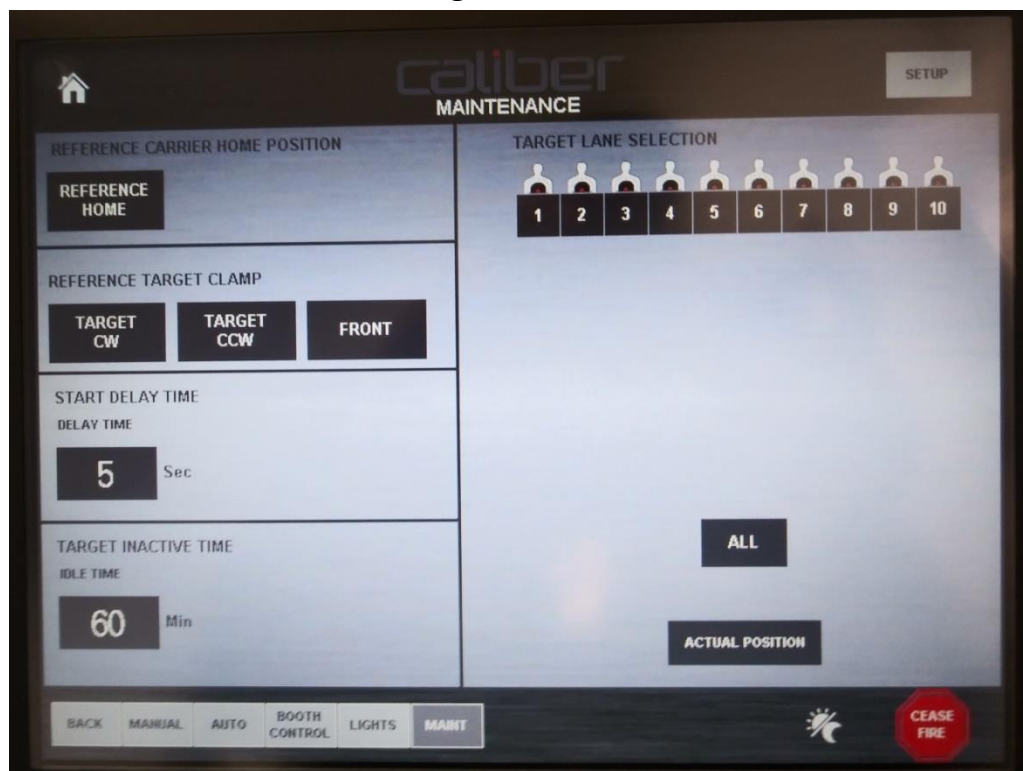 caliber
MAINTENANCE
SETUP
REFERENCE CARRIER HOME POSITION
REFERENCE
HOME
REFERENCE TARGET CLAMP
TARGET
CW
TARGET
CCW
FRONT
START DELAY TIME
DELAY TIME
5 Sec
TARGET INACTIVE TIME
IDLE TIME
60 Min
TARGET LANE SELECTION
1 2 3 4 5 6 7 8 9 10
ALL
ACTUAL POSITION
BACK
MANUAL
AUTO
BOOTH
CONTROL
LIGHTS
MAINT
CEASE
FIRE